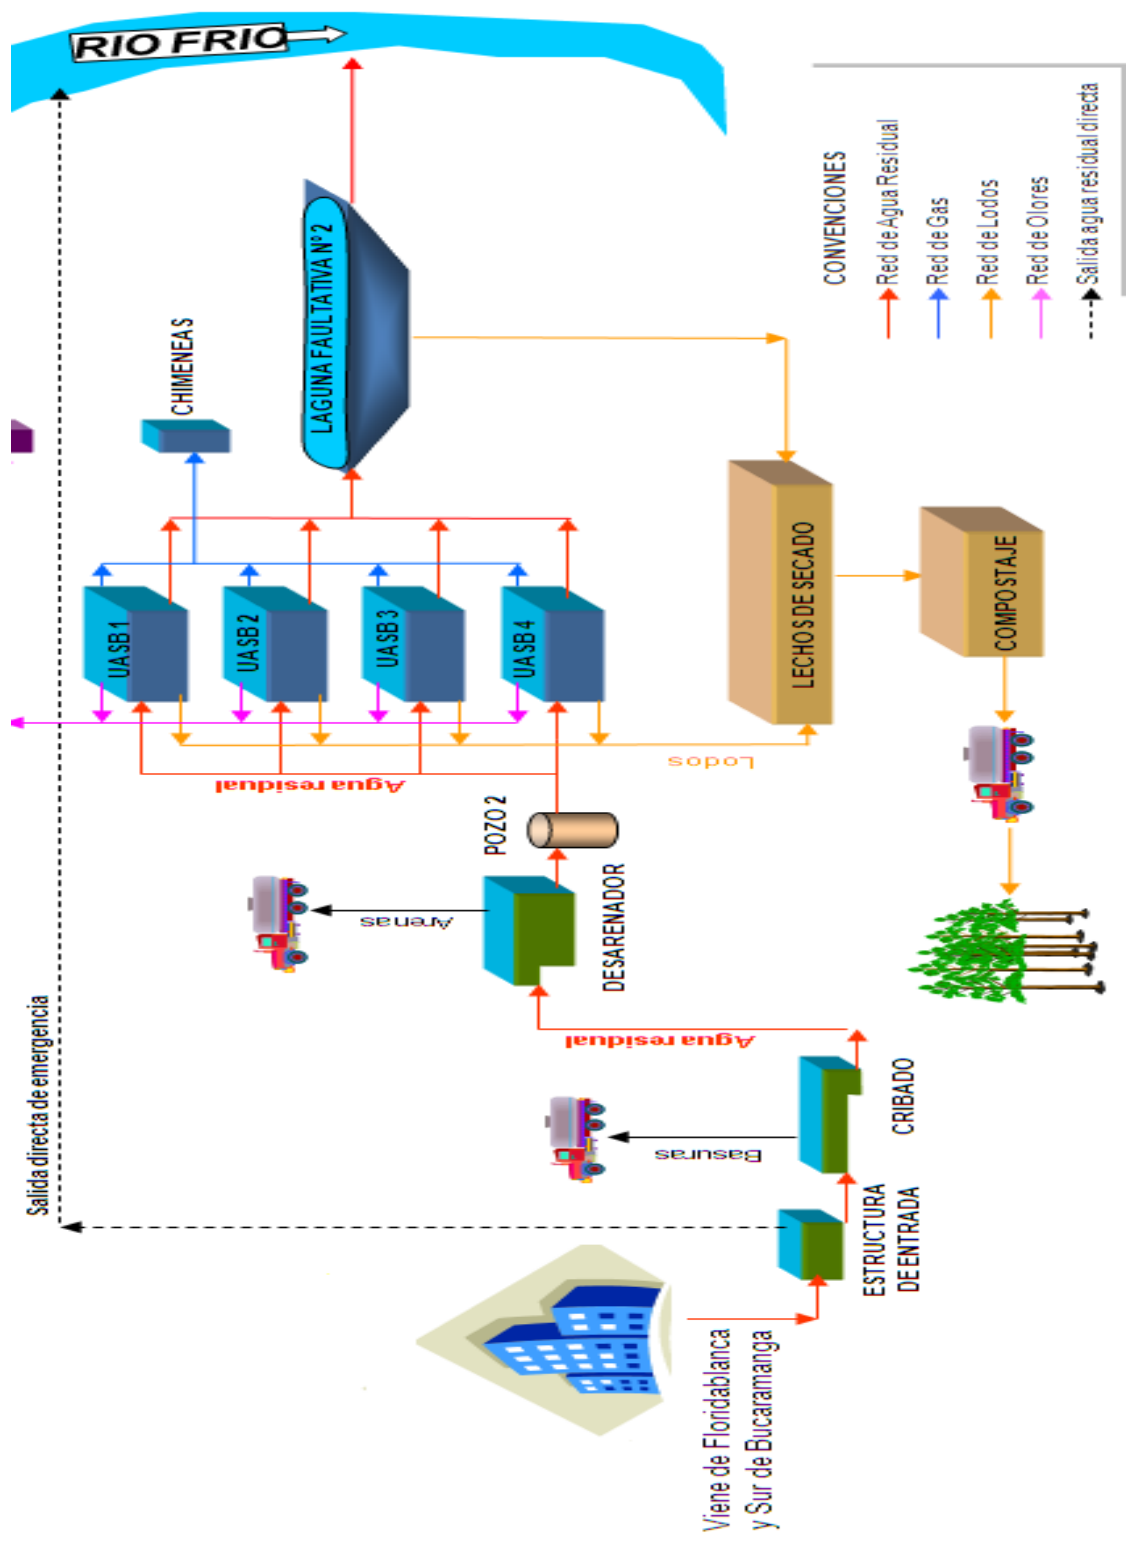 RIO FRIO
Salida directa de emergencia
CHIMENEAS
LAGUNA FAULTATIVA Nº2
UASB1
UASB2
UASB3
UASB4
Agua residual
Lodos
POZO 2
DESARENADOR
Arenas
Agua residual
CRIBADO
Basuras
ESTRUCTURA
DE ENTRADA
Viene de Floridablanca
y Sur de Bucaramanga
LECHOS DE SECADO
COMPOSTAJE
CONVENCIONES
Red de Agua Residual
Red de Gas
Red de Lodos
Red de Olores
Salida agua residual directa